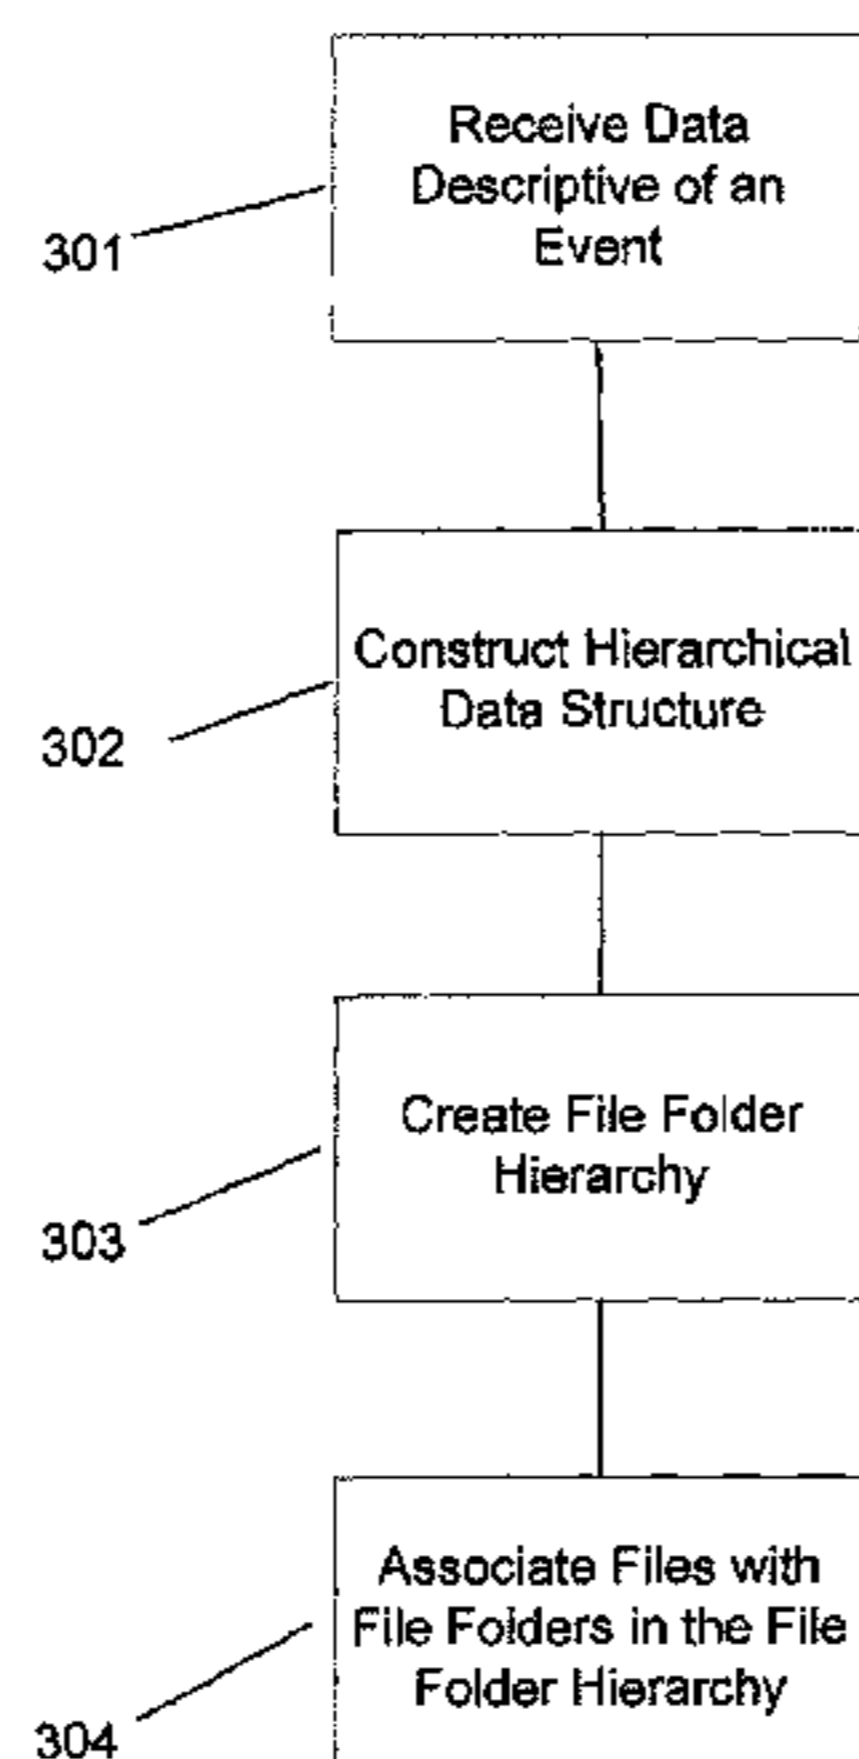 Receive Data
Descriptive of an
Event
301
Construct Hierarchical
Data Structure
302
Create File Folder
Hierarchy
303
Associate Files with
File Folders in the File
Folder Hierarchy
304